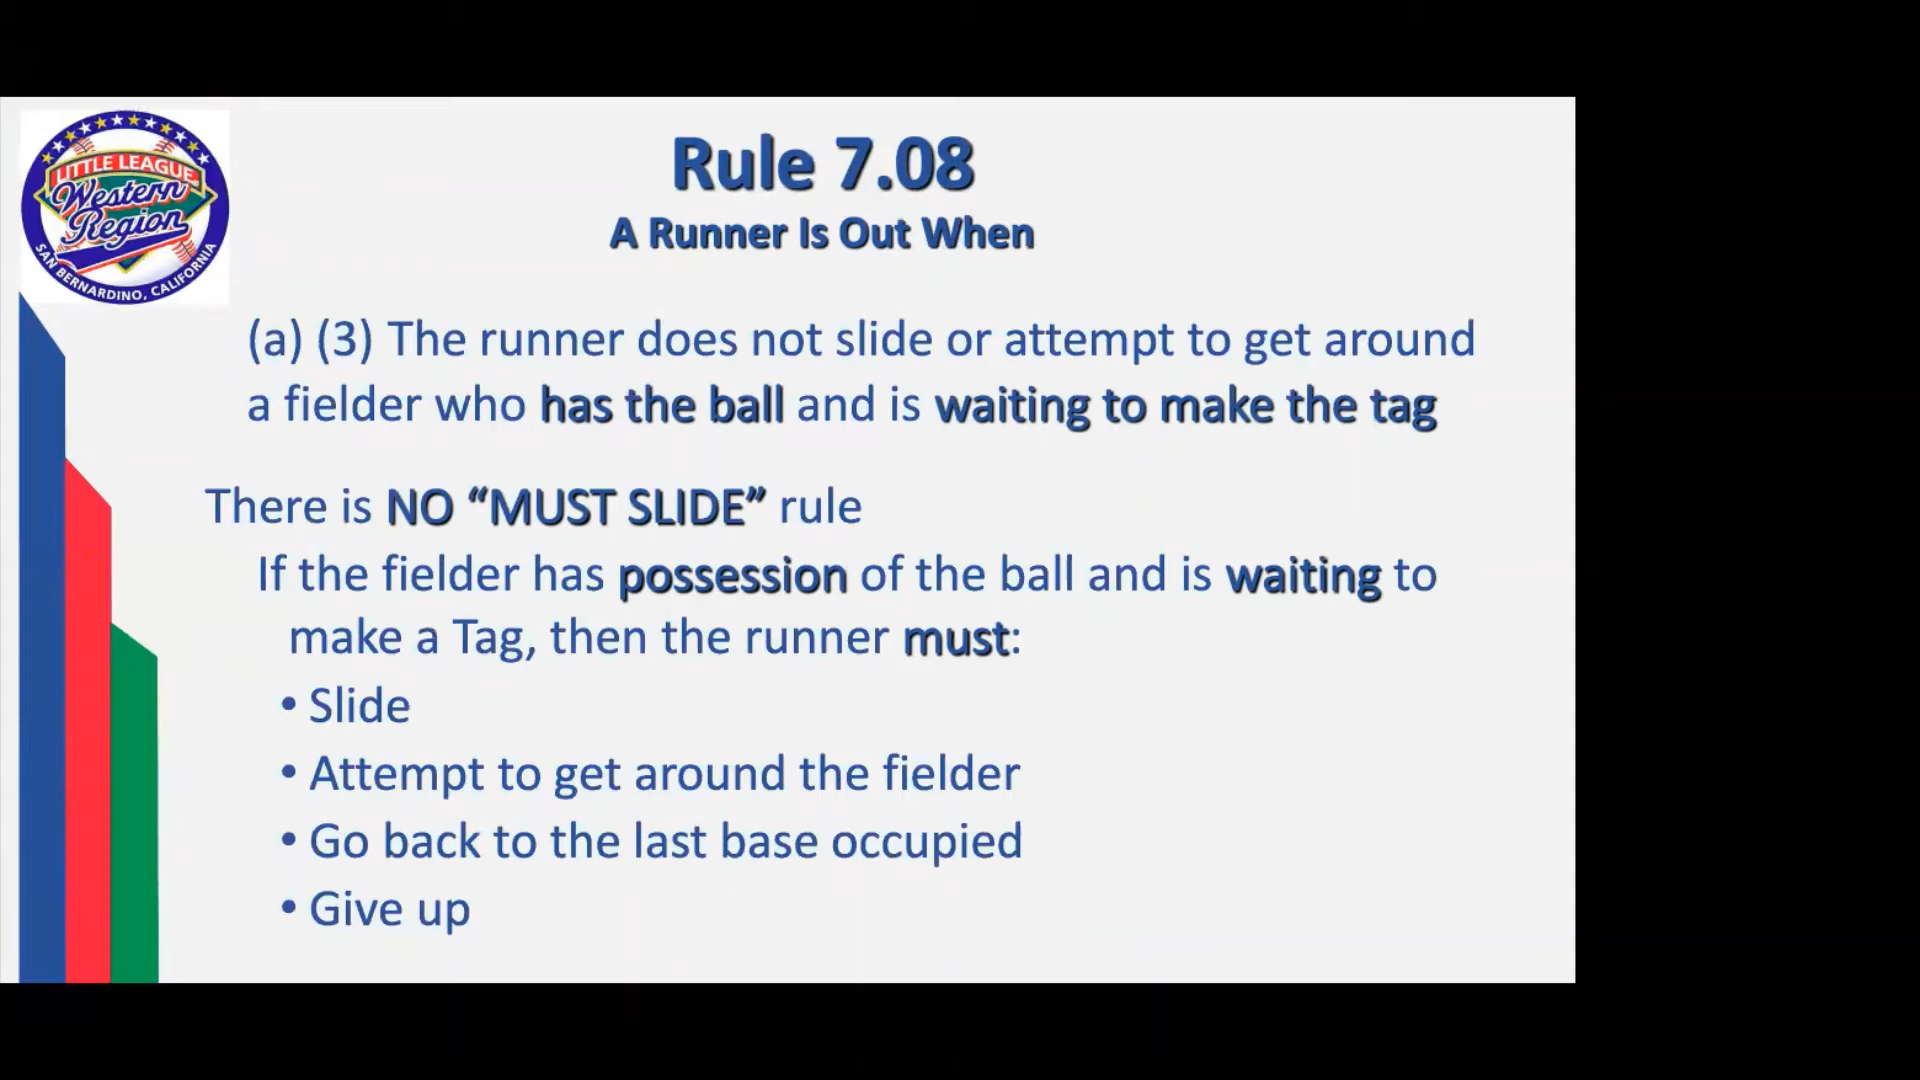 LITTLE LEAGUE
Western
Region
SAN BERNARDINO, CALIFORNIA
Rule 7.08
A Runner Is Out When
(a) (3) The runner does not slide or attempt to get around
a fielder who has the ball and is waiting to make the tag
There is NO “MUST SLIDE” rule
If the fielder has possession of the ball and is waiting to
make a Tag, then the runner must:
• Slide
• Attempt to get around the fielder
• Go back to the last base occupied
• Give up